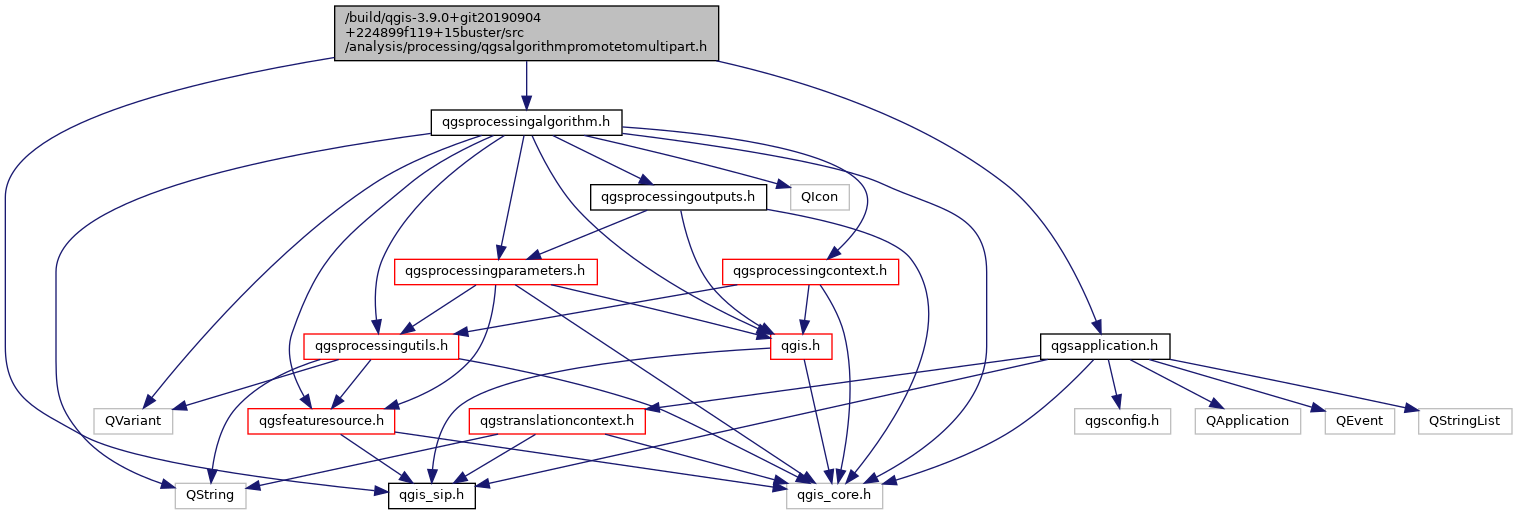 /build/qgis-3.9.0+git20190904
+224899f119+15buster/src
/analysis/processing/qgsalgorithmpromotetomultipart.h
qgsprocessingalgorithm.h
qgsprocessingoutputs.h
QIcon
qgsprocessingparameters.h
qgsprocessingcontext.h
qgsprocessingutils.h
qgis.h
qgsapplication.h
QVariant
qgsfeaturesource.h
qgstranslationcontext.h
qgsconfig.h
QApplication
QEvent
QStringList
QString
qgis_sip.h
qgis_core.h